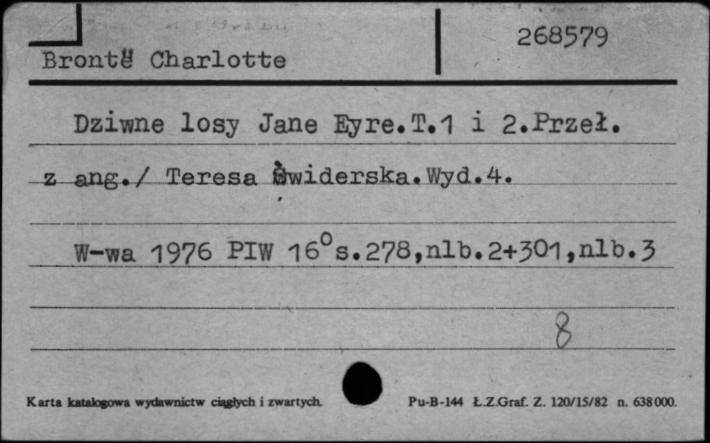 268579
Brontë Charlotte
Dziwne losy Jane Eyre.T.1 i 2.Przeł.
z ang./ Teresa Świderska.Wyd.4.
W-wa 1976 PIW 16° s.278,nlb.2+301,nlb.3
8
Karta katalogowa wydawnictw ciągłych i zwartych.
Pu-B-144 Ł.Z.Graf. Z. 120/15/82 n. 638000.